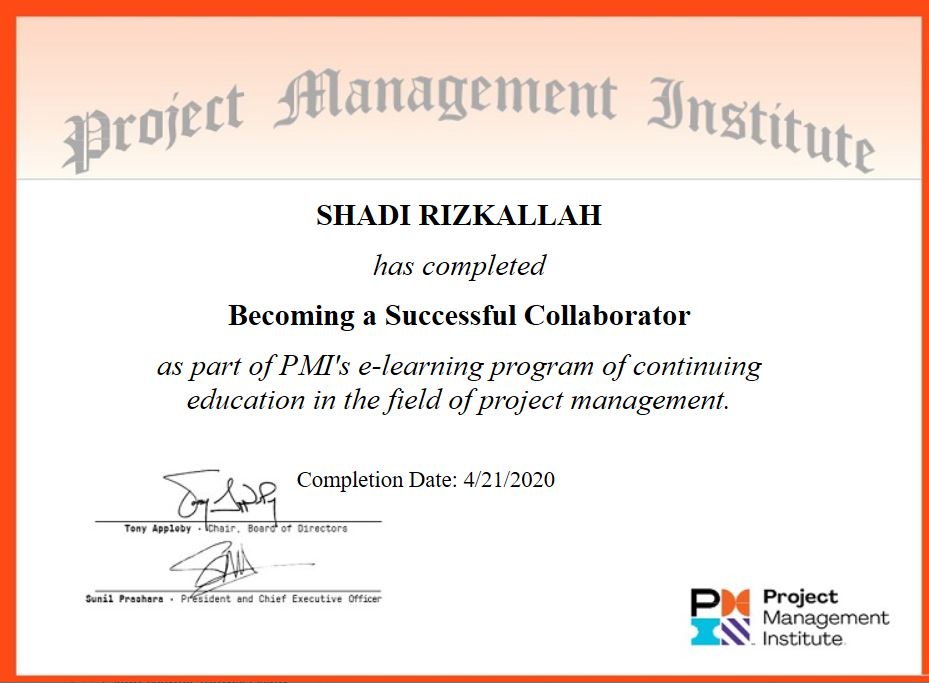 Project Management Institute
SHADI RIZKALLAH
has completed
Becoming a Successful Collaborator
as part of PMI's e-learning program of continuing
education in the field of project management.
Completion Date: 4/21/2020
Tony Appleby - Chair, Board of Directors
Sunil Prashara - President and Chief Executive Officer
Project
Management
Institute